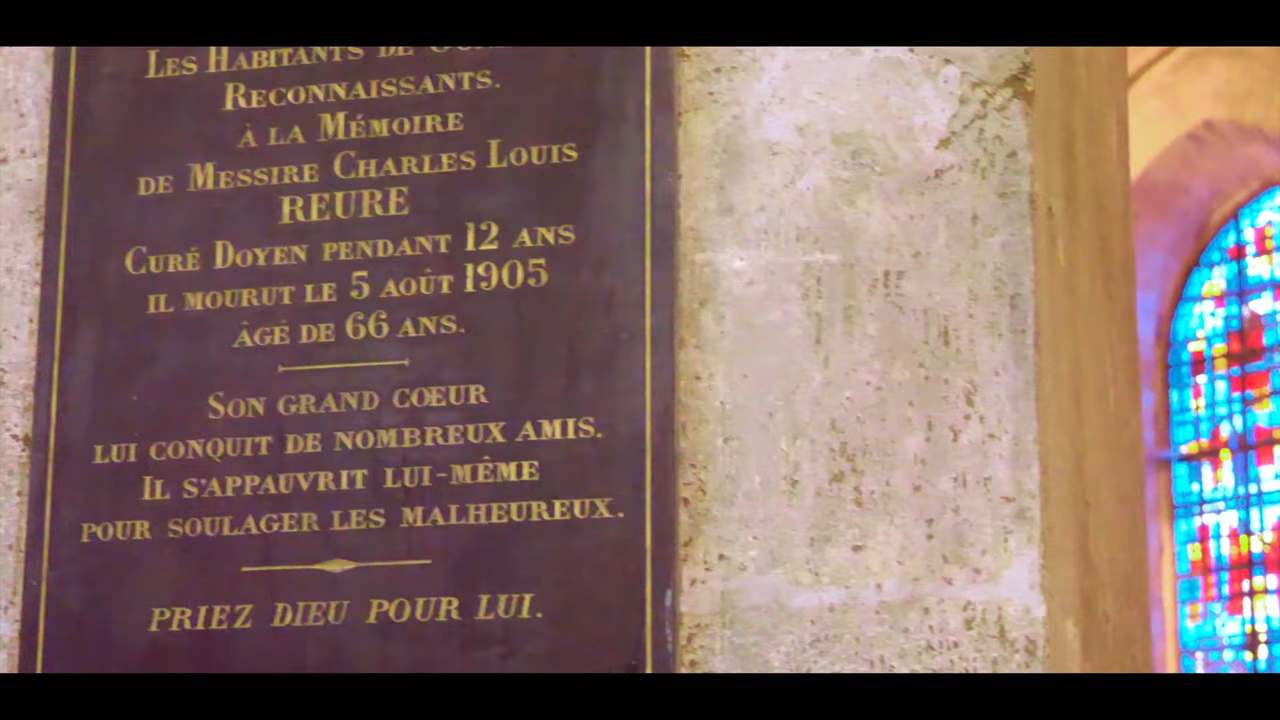 Les Habitants de
Reconnaissants.
à la Mémoire
de Messire Charles Louis
REURE
Curé Doyen pendant 12 ans
il mourut le 5 août 1905
âgé de 66 ans.
Son grand cœur
lui conquit de nombreux amis.
Il s'appauvrit lui-même
pour soulager les malheureux.
PRIEZ DIEU POUR LUI.